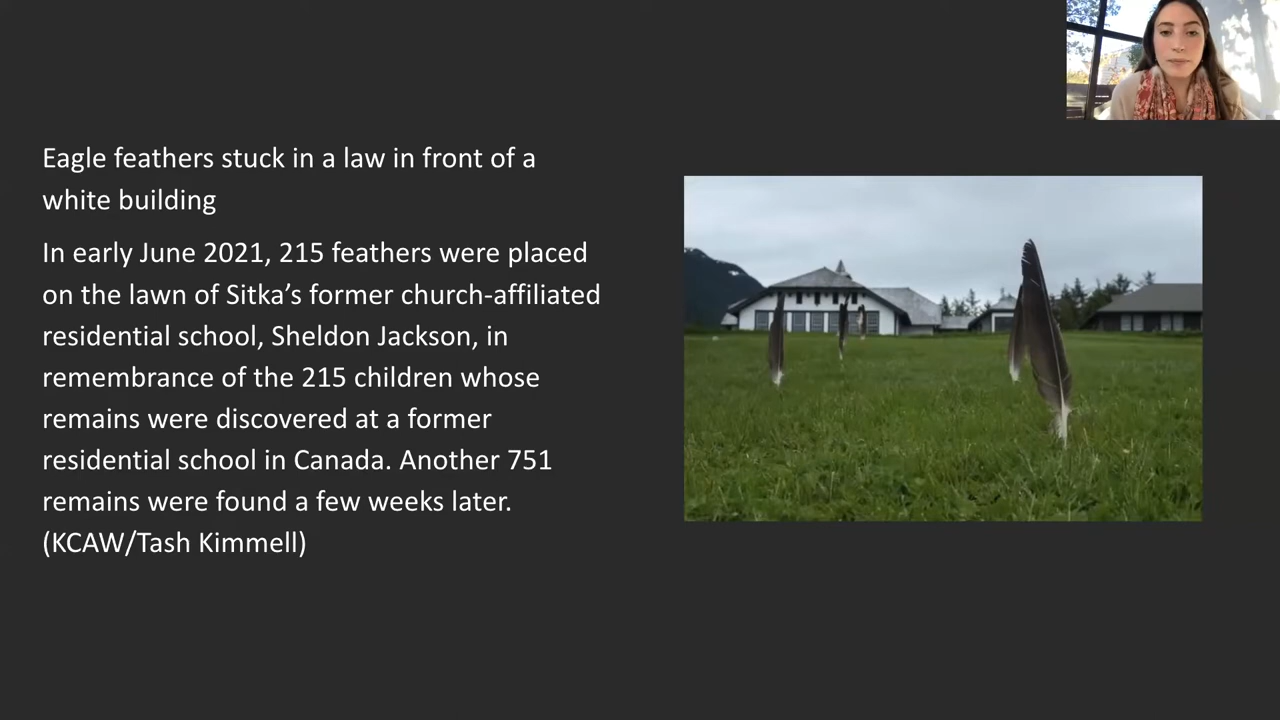 Eagle feathers stuck in a law in front of a
white building
In early June 2021, 215 feathers were placed
on the lawn of Sitka’s former church-affiliated
residential school, Sheldon Jackson, in
remembrance of the 215 children whose
remains were discovered at a former
residential school in Canada. Another 751
remains were found a few weeks later.
(KCAW/Tash Kimmell)